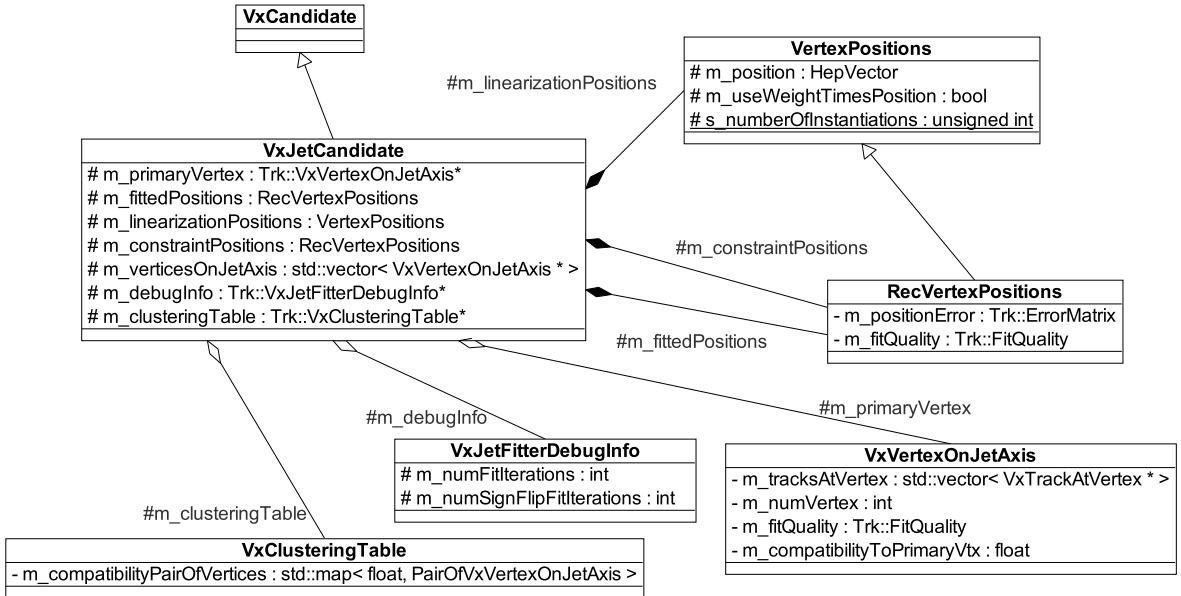 VxCandidate
VertexPositions
# m_position : HepVector
# m_useWeightTimesPosition : bool
# s_numberOfInstantiations : unsigned int
#m_linearizationPositions
VxJetCandidate
# m_primaryVertex : Trk::VxVertexOnJetAxis*
# m_fittedPositions : RecVertexPositions
# m_linearizationPositions : VertexPositions
# m_constraintPositions : RecVertexPositions
# m_verticesOnJetAxis : std::vector< VxVertexOnJetAxis * >
# m_debugInfo : Trk::VxJetFitterDebugInfo*
# m_clusteringTable : Trk::VxClusteringTable*
#m_constraintPositions
RecVertexPositions
- m_positionError : Trk::ErrorMatrix
- m_fitQuality : Trk::FitQuality
#m_fittedPositions
#m_primaryVertex
#m_debugInfo
VxJetFitterDebugInfo
# m_numFitIterations : int
# m_numSignFlipFitIterations : int
VxVertexOnJetAxis
- m_tracksAtVertex : std::vector< VxTrackAtVertex * >
- m_numVertex : int
- m_fitQuality : Trk::FitQuality
- m_compatibilityToPrimaryVtx : float
#m_clusteringTable
VxClusteringTable
- m_compatibilityPairOfVertices : std::map< float, PairOfVxVertexOnJetAxis >